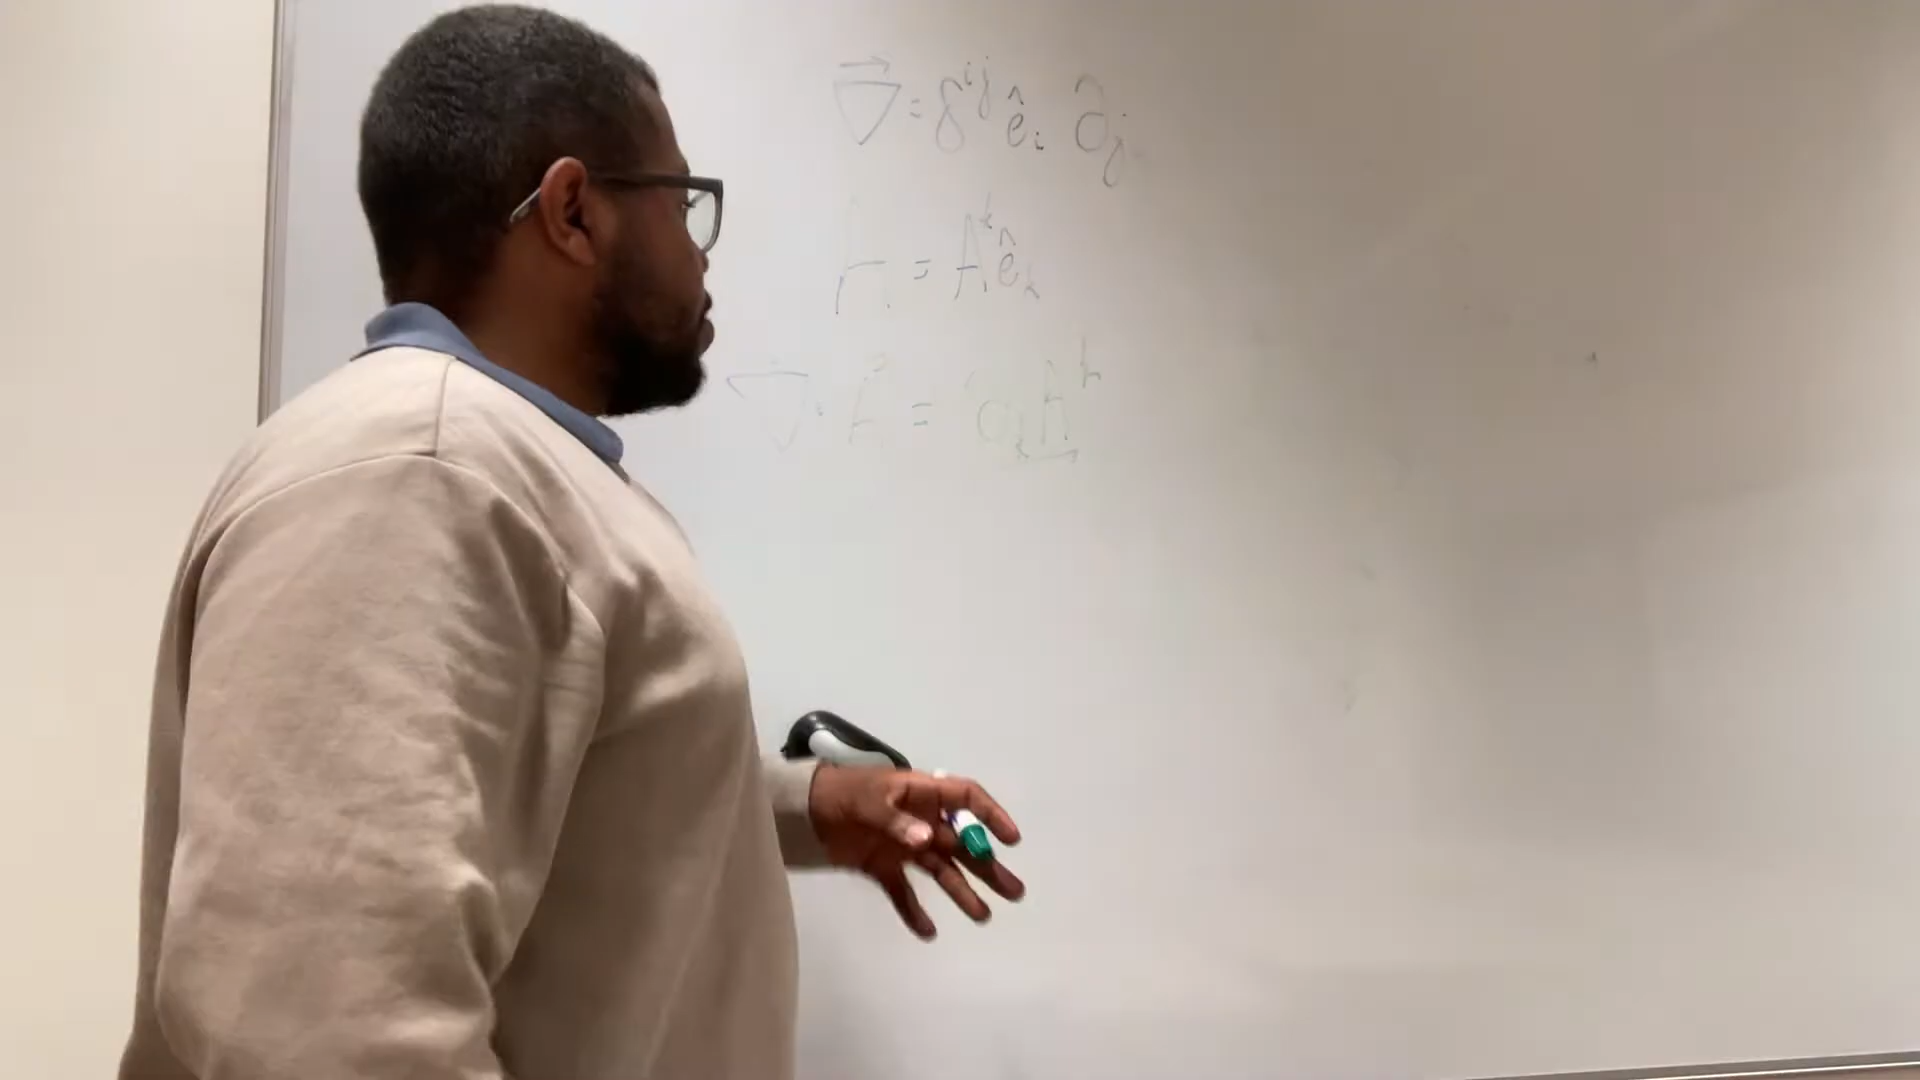 ∇⃗ = δ^{ij} ê_i ∂_j
A⃗ = A^k ê_k
∇⃗ · A⃗ = ∂_k A^k